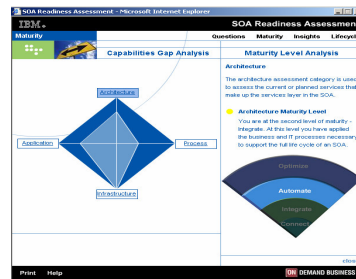 SOA Readiness Assessment - Microsoft Internet Explorer
IBM.
SOA Readiness Assessment
Maturity
Questions Maturity Insights Lifecycl
Capabilities Gap Analysis
Maturity Level Analysis
Architecture
Architecture
The architecture assessment category is used
to assess the current or planned services that
make up the services layer in the SOA.
Architecture Maturity Level
You are at the second level of maturity -
Integrate. At this level you have applied
the business and IT processes necessary
to support the full life cycle of an SOA.
Application
Process
Infrastructure
Optimize
Automate
Integrate
Connect
close
Print Help
ON DEMAND BUSINESS